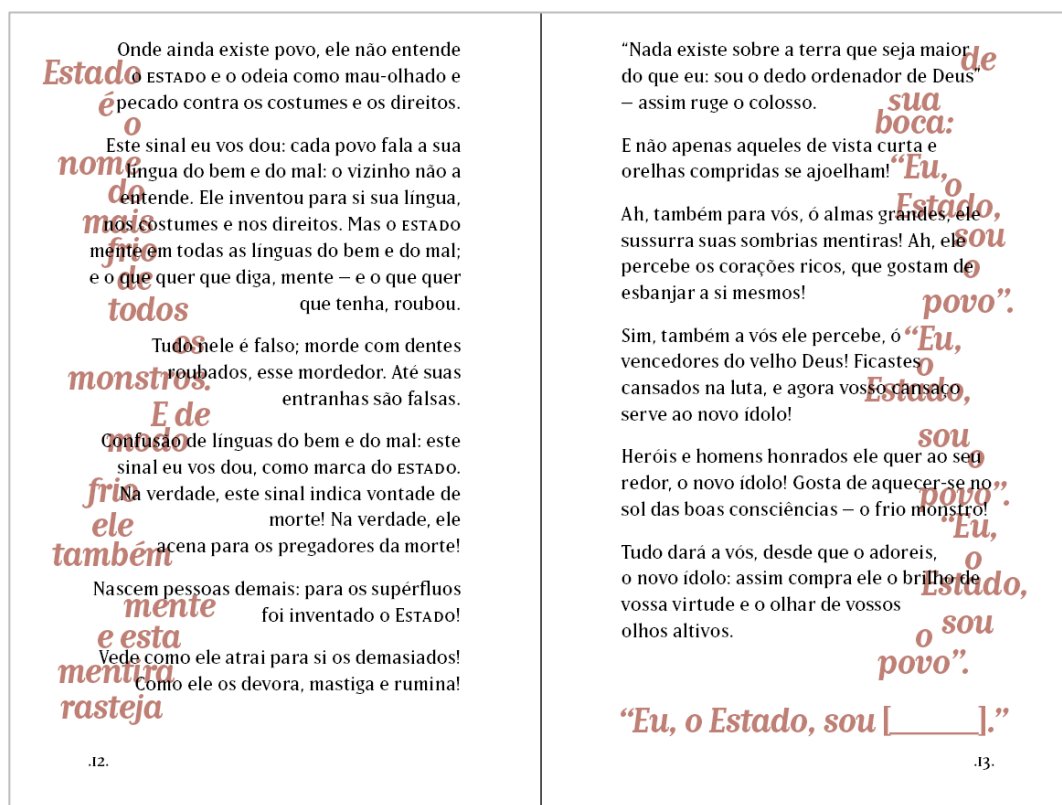 Onde ainda existe povo, ele não entende
o ESTADO e o odeia como mau-olhado e
pecado contra os costumes e os direitos.
Este sinal eu vos dou: cada povo fala a sua
língua do bem e do mal: o vizinho não a
entende. Ele inventou para si sua língua,
nos costumes e nos direitos. Mas o ESTADO
mente em todas as línguas do bem e do mal;
e o que quer que diga, mente – e o que quer
que tenha, roubou.
Tudo nele é falso; morde com dentes
roubados, esse mordedor. Até suas
entranhas são falsas.
Confusão de línguas do bem e do mal: este
sinal eu vos dou, como marca do ESTADO.
Na verdade, este sinal indica vontade de
morte! Na verdade, ele
acena para os pregadores da morte!
Nascem pessoas demais: para os supérfluos
foi inventado o ESTADO!
Vede como ele atrai para si os demasiados!
Como ele os devora, mastiga e rumina!
Estado
é
o
nome
do
mais
frio
de
todos
os
monstros.
E de
modo
frio
ele
também
mente
e esta
mentira
rasteja
.12.
“Nada existe sobre a terra que seja maior
do que eu: sou o dedo ordenador de Deus”
– assim ruge o colosso.
E não apenas aqueles de vista curta e
orelhas compridas se ajoelham!
Ah, também para vós, ó almas grandes, ele
sussurra suas sombrias mentiras! Ah, ele
percebe os corações ricos, que gostam de
esbanjar a si mesmos!
Sim, também a vós ele percebe, ó
vencedores do velho Deus! Ficastes
cansados na luta, e agora vosso cansaço
serve ao novo ídolo!
Heróis e homens honrados ele quer ao seu
redor, o novo ídolo! Gosta de aquecer-se no
sol das boas consciências – o frio monstro!
Tudo dará a vós, desde que o adoreis,
o novo ídolo: assim compra ele o brilho de
vossa virtude e o olhar de vossos
olhos altivos.
de
sua
boca:
“Eu,
o
Estado,
sou
o
povo”.
“Eu,
o
Estado,
sou
o
povo”.
“Eu,
o
Estado,
sou
o
povo”.
“Eu, o Estado, sou [______].”
.13.